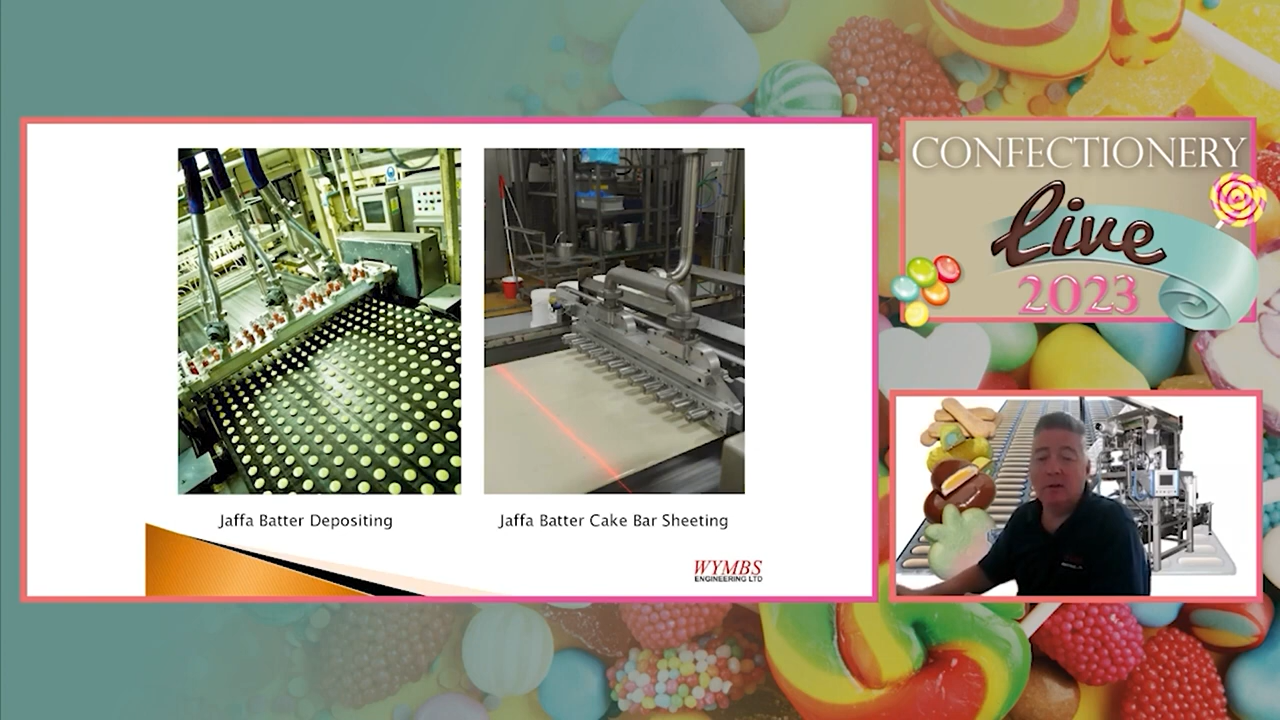 CONFECTIONERY
Live
2023
Jaffa Batter Depositing
Jaffa Batter Cake Bar Sheeting
WYMBS
ENGINEERING LTD